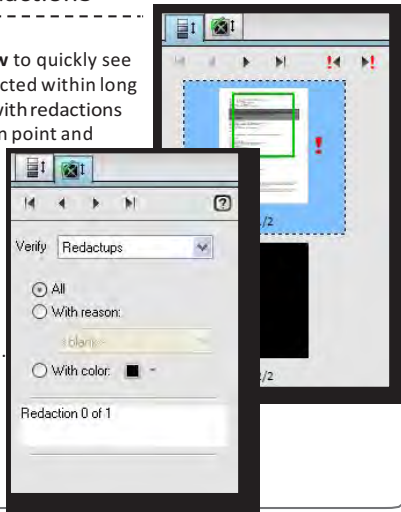 w to quickly see
cted within long
with redactions
n point and
!
/2
/2
?
Verify Redactups
All
With reason:
With color:
Redaction 0 of 1
.